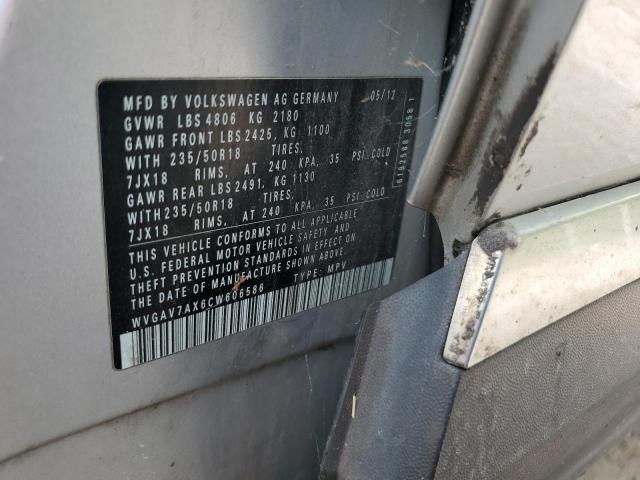 MFD BY VOLKSWAGEN AG GERMANY 05/12
GVWR LBS 4806 KG 2180
GAWR FRONT LBS 2425, KG 1100
WITH 235/50R18 TIRES,
7JX18 RIMS, AT 240 KPA, 35 PSI COLD
GAWR REAR LBS 2491, KG 1130
WITH 235/50R18 TIRES,
7JX18 RIMS, AT 240 KPA, 35 PSI COLD
THIS VEHICLE CONFORMS TO ALL APPLICABLE
U.S. FEDERAL MOTOR VEHICLE SAFETY AND
THEFT PREVENTION STANDARDS IN EFFECT ON
THE DATE OF MANUFACTURE SHOWN ABOVE.
WVGAV7AX6CW606586 TYPE: MPV
6192588 3058 1